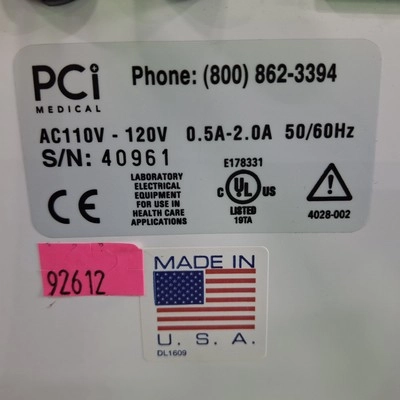 PCi
MEDICAL
Phone: (800) 862-3394
AC110V - 120V 0.5A-2.0A 50/60Hz
S/N: 40961
LABORATORY
ELECTRICAL
EQUIPMENT
FOR USE IN
HEALTH CARE
APPLICATIONS
E178331
C UL US
LISTED
19TA
4028-002
92612
MADE IN
U. S. A.
DL1609